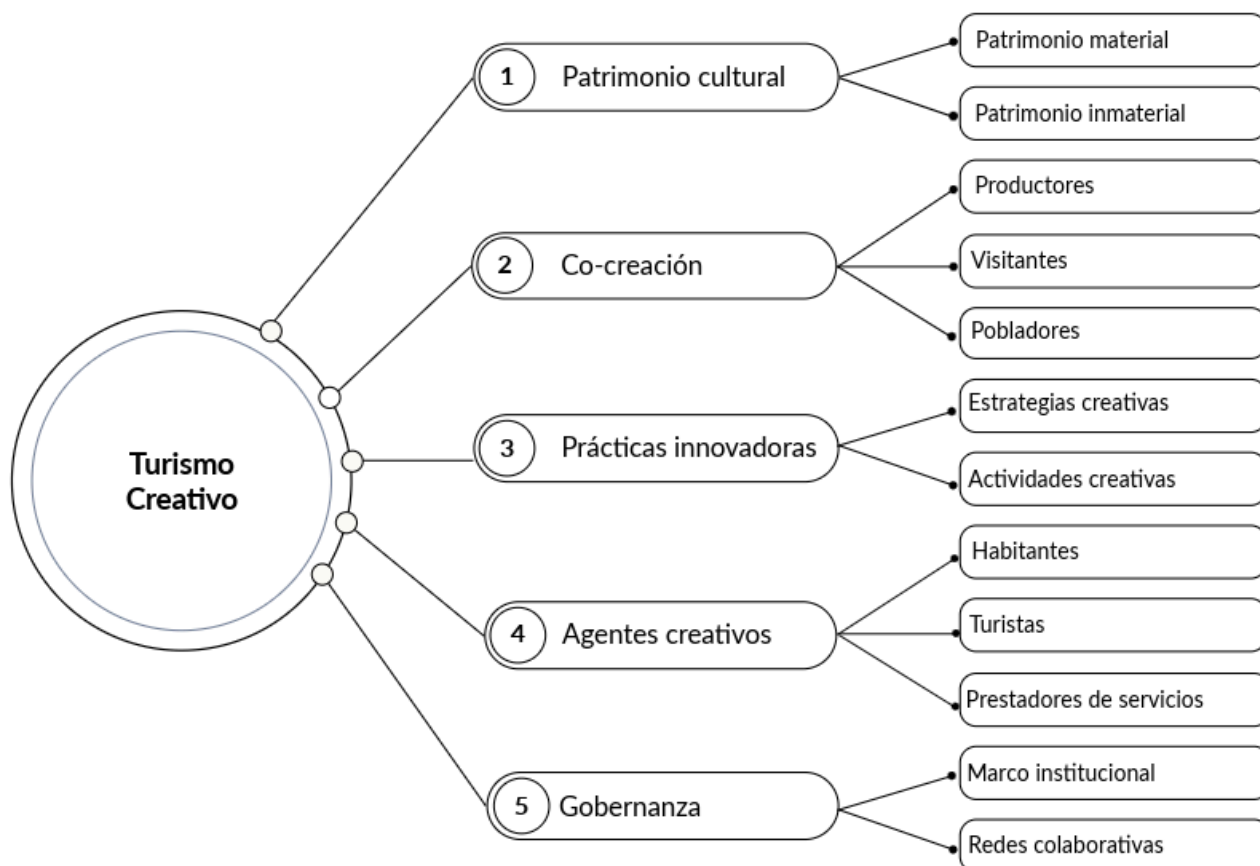 Turismo
Creativo
1 Patrimonio cultural
Patrimonio material
Patrimonio inmaterial
2 Co-creación
Productores
Visitantes
Pobladores
3 Prácticas innovadoras
Estrategias creativas
Actividades creativas
4 Agentes creativos
Habitantes
Turistas
Prestadores de servicios
5 Gobernanza
Marco institucional
Redes colaborativas